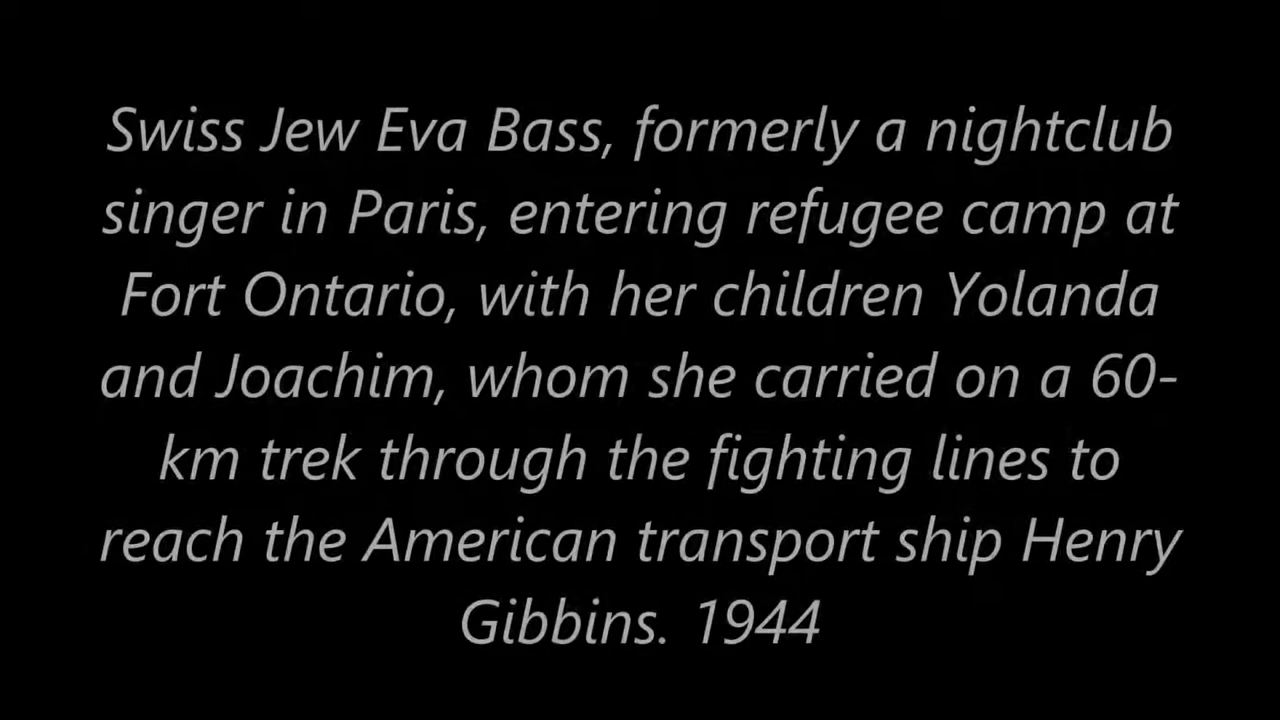 Swiss Jew Eva Bass, formerly a nightclub
singer in Paris, entering refugee camp at
Fort Ontario, with her children Yolanda
and Joachim, whom she carried on a 60-
km trek through the fighting lines to
reach the American transport ship Henry
Gibbins. 1944